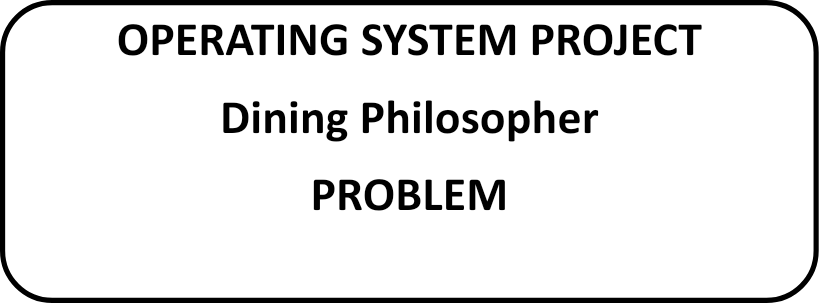 OPERATING SYSTEM PROJECT
Dining Philosopher
PROBLEM